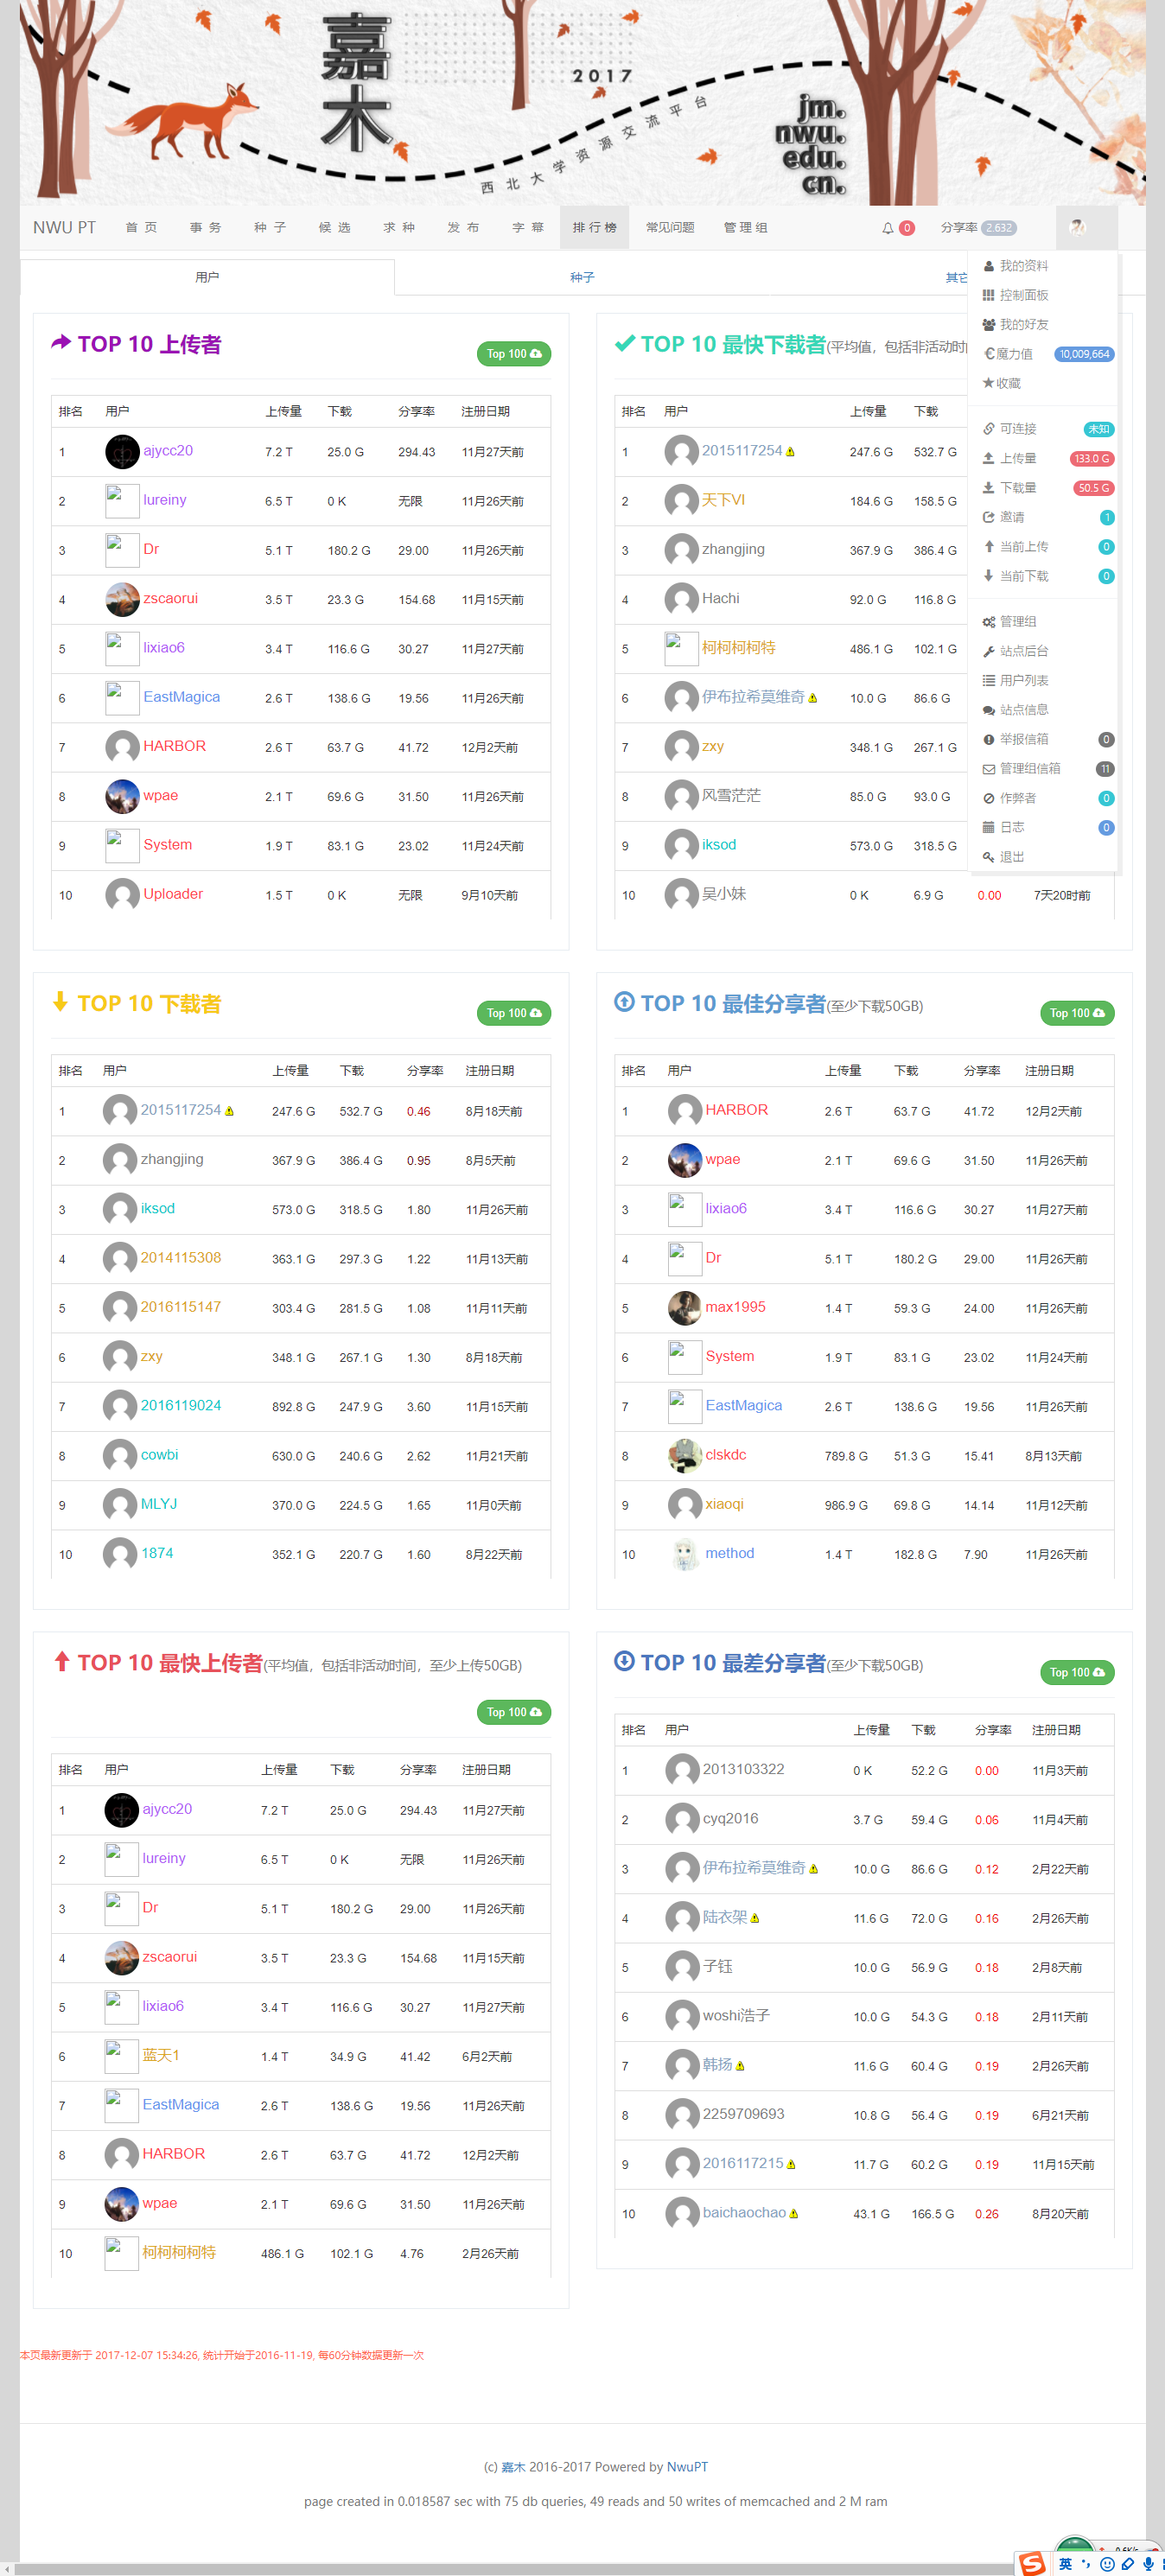 嘉木
2017
西北大学资源交流平台
jm.
nwu.
edu.
cn.
NWU PT 首 页 事 务 种 子 候 选 求 种 发 布 字 幕 排 行 榜 常见问题 管 理 组 0 分享率 2.632
用户 种子 其它
我的资料
控制面板
我的好友
魔力值 10,009,664
收藏
可连接 未知
上传量 133.0 G
下载量 50.5 G
邀请 1
当前上传 0
当前下载 0
管理组
站点后台
用户列表
站点信息
举报信箱 0
管理组信箱 11
作弊者 0
日志 0
退出
TOP 10 上传者
Top 100
排名 用户 上传量 下载 分享率 注册日期
1 ajycc20 7.2 T 25.0 G 294.43 11月27天前
2 lureiny 6.5 T 0 K 无限 11月26天前
3 Dr 5.1 T 180.2 G 29.00 11月26天前
4 zscaorui 3.5 T 23.3 G 154.68 11月15天前
5 lixiao6 3.4 T 116.6 G 30.27 11月27天前
6 EastMagica 2.6 T 138.6 G 19.56 11月26天前
7 HARBOR 2.6 T 63.7 G 41.72 12月2天前
8 wpae 2.1 T 69.6 G 31.50 11月26天前
9 System 1.9 T 83.1 G 23.02 11月24天前
10 Uploader 1.5 T 0 K 无限 9月10天前
TOP 10 最快下载者(平均值，包括非活动时
排名 用户 上传量 下载
1 2015117254 247.6 G 532.7 G
2 天下VI 184.6 G 158.5 G
3 zhangjing 367.9 G 386.4 G
4 Hachi 92.0 G 116.8 G
5 柯柯柯柯特 486.1 G 102.1 G
6 伊布拉希莫维奇 10.0 G 86.6 G
7 zxy 348.1 G 267.1 G
8 风雪茫茫 85.0 G 93.0 G
9 iksod 573.0 G 318.5 G
10 吴小妹 0 K 6.9 G 0.00 7天20时前
TOP 10 下载者
Top 100
排名 用户 上传量 下载 分享率 注册日期
1 2015117254 247.6 G 532.7 G 0.46 8月18天前
2 zhangjing 367.9 G 386.4 G 0.95 8月5天前
3 iksod 573.0 G 318.5 G 1.80 11月26天前
4 2014115308 363.1 G 297.3 G 1.22 11月13天前
5 2016115147 303.4 G 281.5 G 1.08 11月11天前
6 zxy 348.1 G 267.1 G 1.30 8月18天前
7 2016119024 892.8 G 247.9 G 3.60 11月15天前
8 cowbi 630.0 G 240.6 G 2.62 11月21天前
9 MLYJ 370.0 G 224.5 G 1.65 11月0天前
10 1874 352.1 G 220.7 G 1.60 8月22天前
TOP 10 最佳分享者(至少下载50GB)
Top 100
排名 用户 上传量 下载 分享率 注册日期
1 HARBOR 2.6 T 63.7 G 41.72 12月2天前
2 wpae 2.1 T 69.6 G 31.50 11月26天前
3 lixiao6 3.4 T 116.6 G 30.27 11月27天前
4 Dr 5.1 T 180.2 G 29.00 11月26天前
5 max1995 1.4 T 59.3 G 24.00 11月26天前
6 System 1.9 T 83.1 G 23.02 11月24天前
7 EastMagica 2.6 T 138.6 G 19.56 11月26天前
8 clskdc 789.8 G 51.3 G 15.41 8月13天前
9 xiaoqi 986.9 G 69.8 G 14.14 11月12天前
10 method 1.4 T 182.8 G 7.90 11月26天前
TOP 10 最快上传者(平均值，包括非活动时间，至少上传50GB)
Top 100
排名 用户 上传量 下载 分享率 注册日期
1 ajycc20 7.2 T 25.0 G 294.43 11月27天前
2 lureiny 6.5 T 0 K 无限 11月26天前
3 Dr 5.1 T 180.2 G 29.00 11月26天前
4 zscaorui 3.5 T 23.3 G 154.68 11月15天前
5 lixiao6 3.4 T 116.6 G 30.27 11月27天前
6 蓝天1 1.4 T 34.9 G 41.42 6月2天前
7 EastMagica 2.6 T 138.6 G 19.56 11月26天前
8 HARBOR 2.6 T 63.7 G 41.72 12月2天前
9 wpae 2.1 T 69.6 G 31.50 11月26天前
10 柯柯柯柯特 486.1 G 102.1 G 4.76 2月26天前
TOP 10 最差分享者(至少下载50GB)
Top 100
排名 用户 上传量 下载 分享率 注册日期
1 2013103322 0 K 52.2 G 0.00 11月3天前
2 cyq2016 3.7 G 59.4 G 0.06 11月4天前
3 伊布拉希莫维奇 10.0 G 86.6 G 0.12 2月22天前
4 陆衣架 11.6 G 72.0 G 0.16 2月26天前
5 子钰 10.0 G 56.9 G 0.18 2月8天前
6 woshi浩子 10.0 G 54.3 G 0.18 2月11天前
7 韩扬 11.6 G 60.4 G 0.19 2月26天前
8 2259709693 10.8 G 56.4 G 0.19 6月21天前
9 2016117215 11.7 G 60.2 G 0.19 11月15天前
10 baichaochao 43.1 G 166.5 G 0.26 8月20天前
本页最新更新于 2017-12-07 15:34:26, 统计开始于2016-11-19, 每60分钟数据更新一次
(c) 嘉木 2016-2017 Powered by NwuPT
page created in 0.018587 sec with 75 db queries, 49 reads and 50 writes of memcached and 2 M ram
英